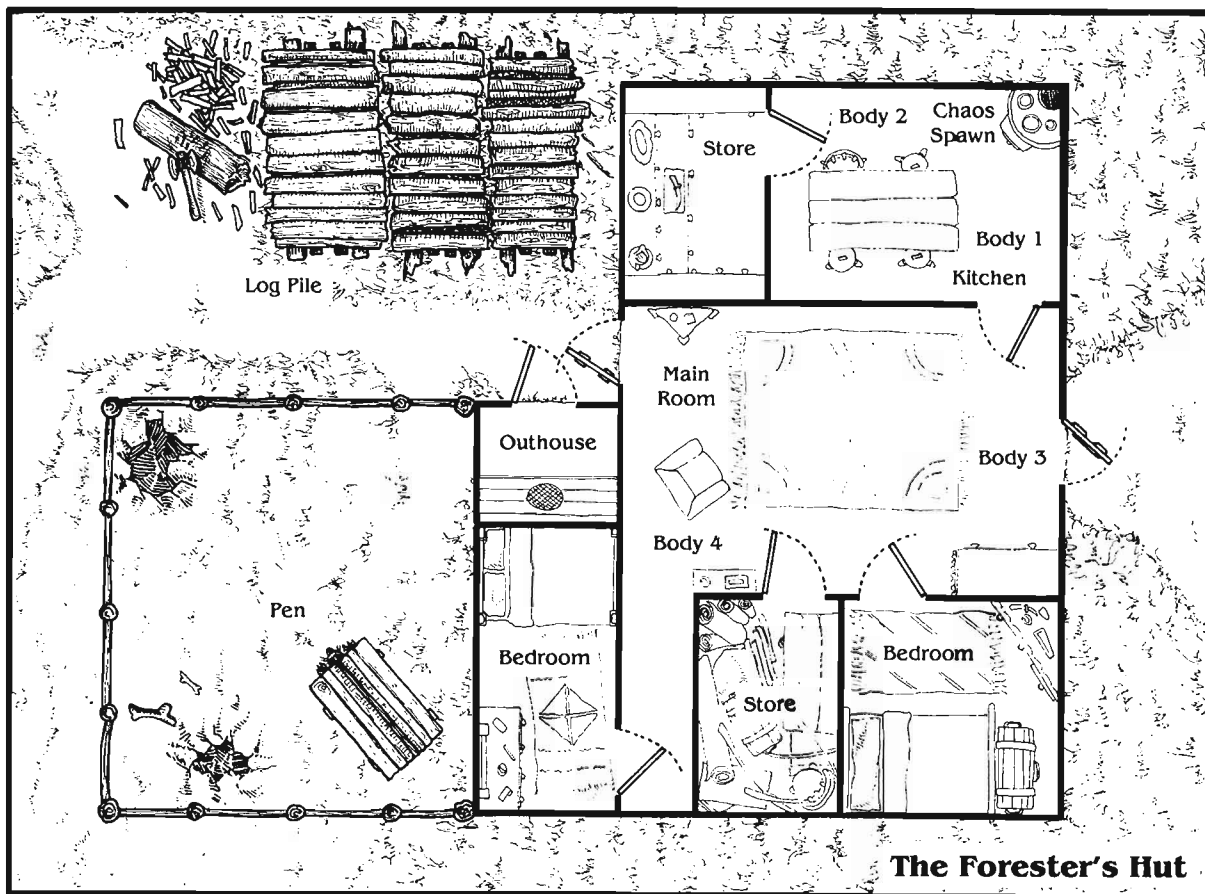 Body 2
Chaos
Spawn
Store
Body 1
Kitchen
Log Pile
Main
Room
Outhouse
Body 3
Body 4
Pen
Bedroom
Bedroom
Store
The Forester's Hut